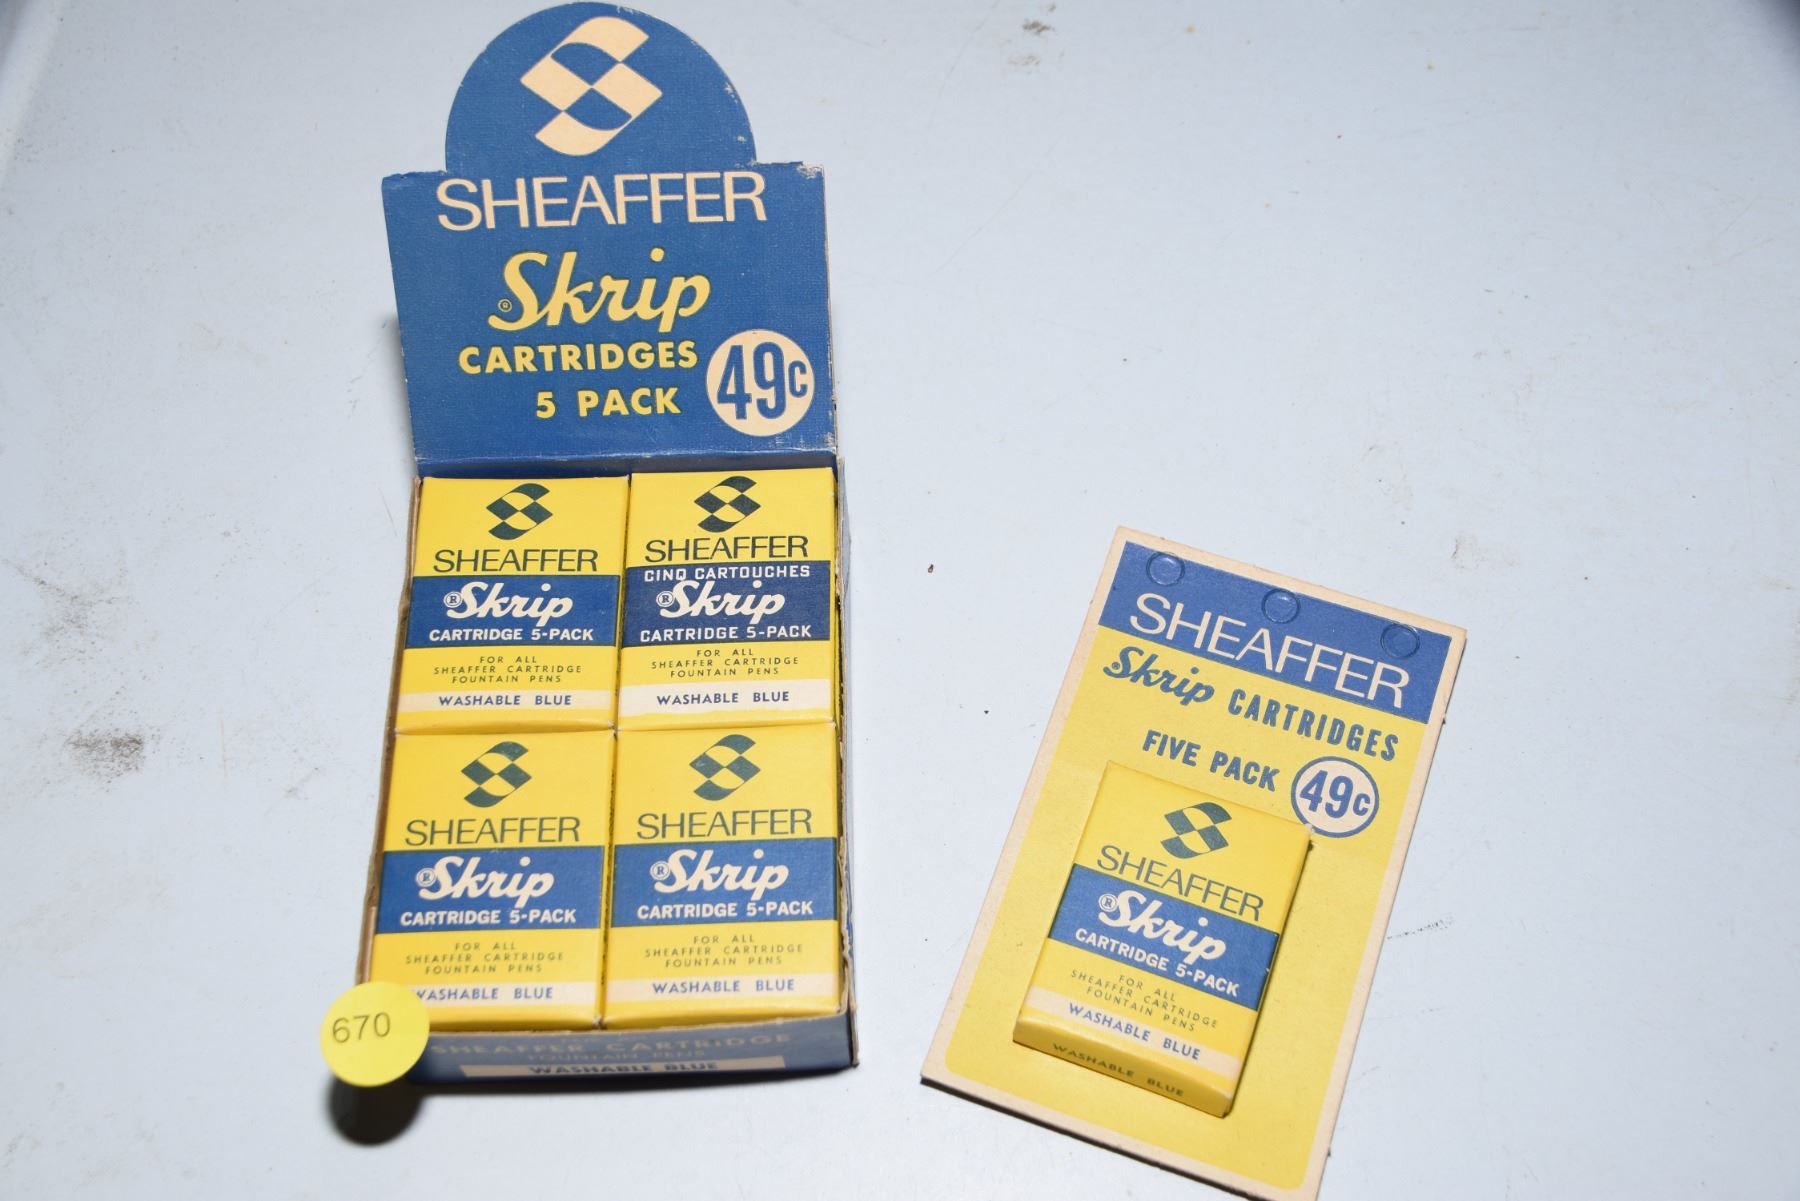 SHEAFFER
®Skrip
CARTRIDGES
5 PACK
49c
SHEAFFER
®Skrip
CARTRIDGE 5-PACK
FOR ALL
SHEAFFER CARTRIDGE
FOUNTAIN PENS
WASHABLE BLUE
SHEAFFER
CINQ CARTOUCHES
®Skrip
CARTRIDGE 5-PACK
FOR ALL
SHEAFFER CARTRIDGE
FOUNTAIN PENS
WASHABLE BLUE
SHEAFFER
®Skrip
CARTRIDGE 5-PACK
FOR ALL
SHEAFFER CARTRIDGE
FOUNTAIN PENS
WASHABLE BLUE
SHEAFFER
®Skrip
CARTRIDGE 5-PACK
FOR ALL
SHEAFFER CARTRIDGE
FOUNTAIN PENS
WASHABLE BLUE
670
SHEAFFER CARTRIDGE
FOUNTAIN PENS
WASHABLE BLUE
SHEAFFER
®Skrip CARTRIDGES
FIVE PACK 49c
SHEAFFER
®Skrip
CARTRIDGE 5-PACK
FOR ALL
SHEAFFER CARTRIDGE
FOUNTAIN PENS
WASHABLE BLUE
WASHABLE BLUE